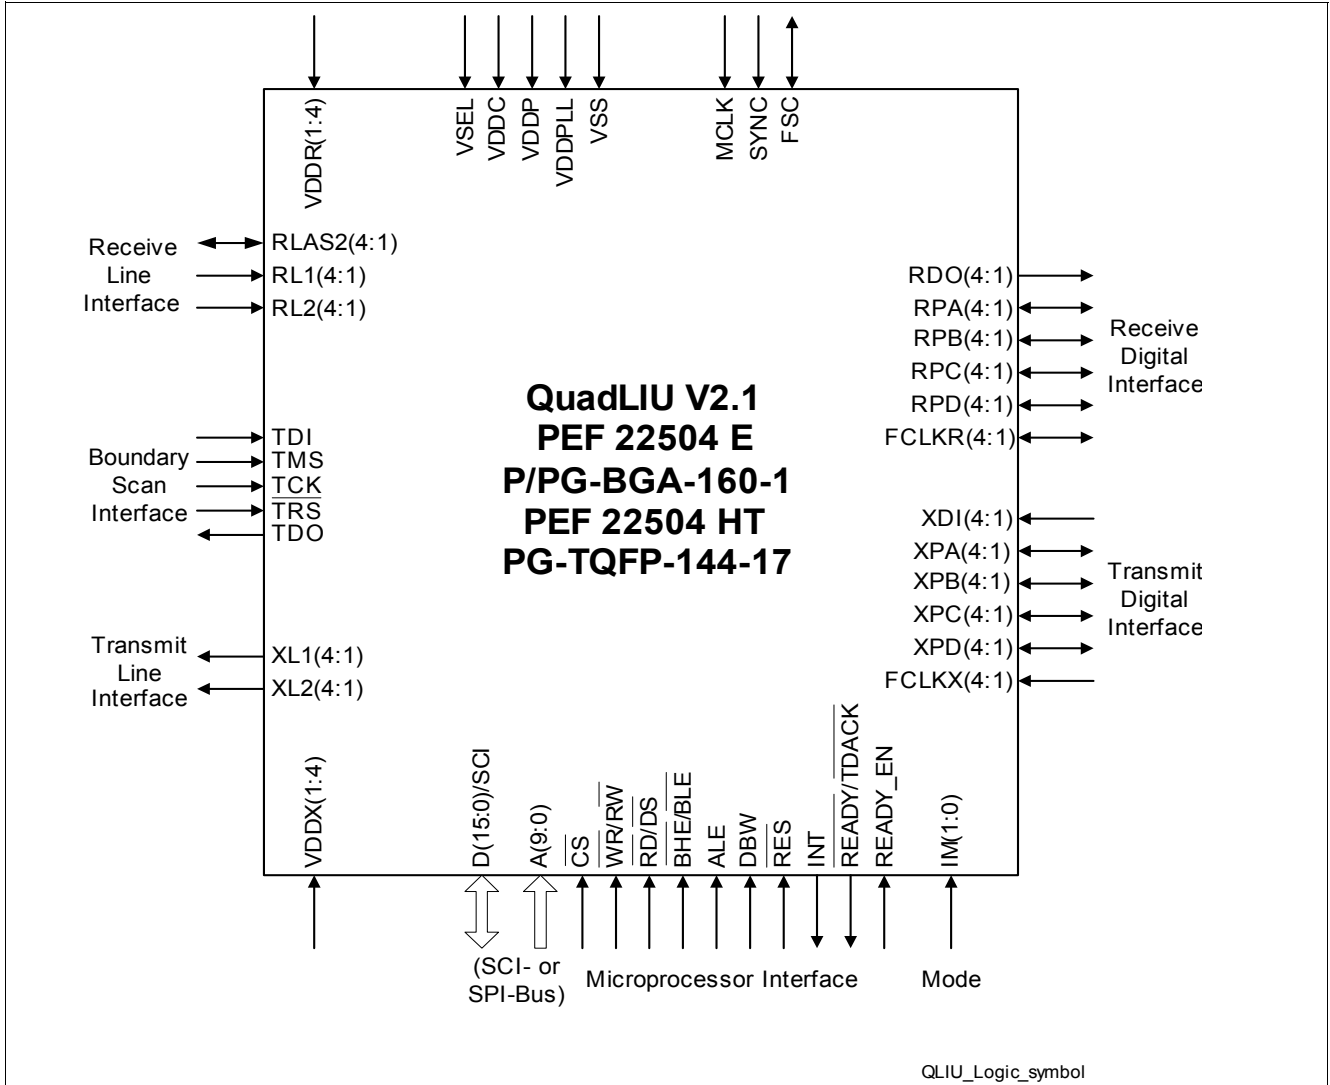 VDDR(1:4)
VSEL
VDDC
VDDP
VDDPLL
VSS
MCLK
SYNC
FSC
Receive
Line
Interface
RLAS2(4:1)
RL1(4:1)
RL2(4:1)
RDO(4:1)
RPA(4:1)
RPB(4:1)
RPC(4:1)
RPD(4:1)
FCLKR(4:1)
Receive
Digital
Interface
QuadLIU V2.1
PEF 22504 E
P/PG-BGA-160-1
PEF 22504 HT
PG-TQFP-144-17
Boundary
Scan
Interface
TDI
TMS
TCK
TRS
TDO
XDI(4:1)
XPA(4:1)
XPB(4:1)
XPC(4:1)
XPD(4:1)
FCLKX(4:1)
Transmit
Digital
Interface
Transmit
Line
Interface
XL1(4:1)
XL2(4:1)
VDDX(1:4)
D(15:0)/SCI
A(9:0)
CS
WR/RW
RD/DS
BHE/BLE
ALE
DBW
RES
INT
READY/TDACK
READY_EN
IM(1:0)
(SCI- or
SPI-Bus)
Microprocessor Interface
Mode
QLIU_Logic_symbol